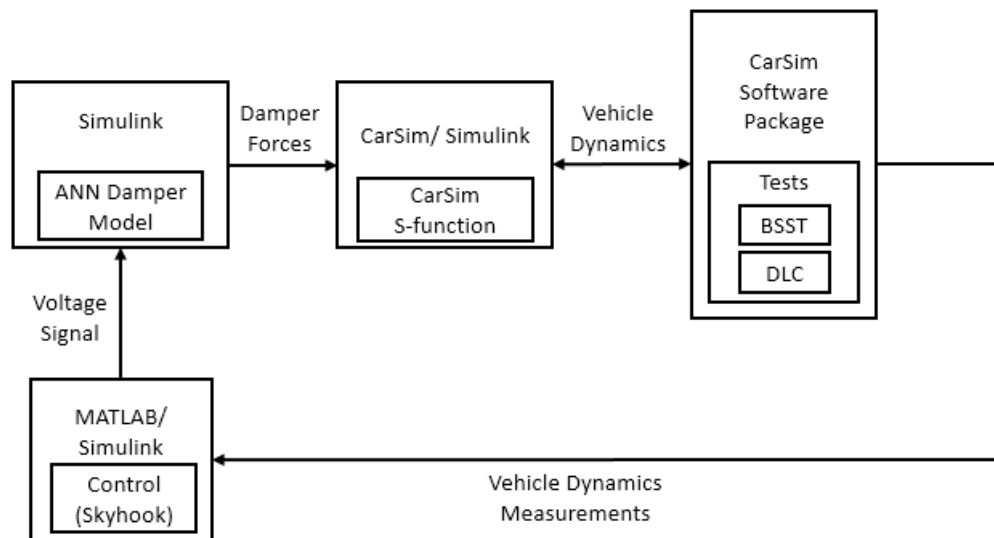 Simulink
ANN Damper
Model
Damper
Forces
CarSim/ Simulink
CarSim
S-function
Vehicle
Dynamics
CarSim
Software
Package
Tests
BSST
DLC
Voltage
Signal
MATLAB/
Simulink
Control
(Skyhook)
Vehicle Dynamics
Measurements